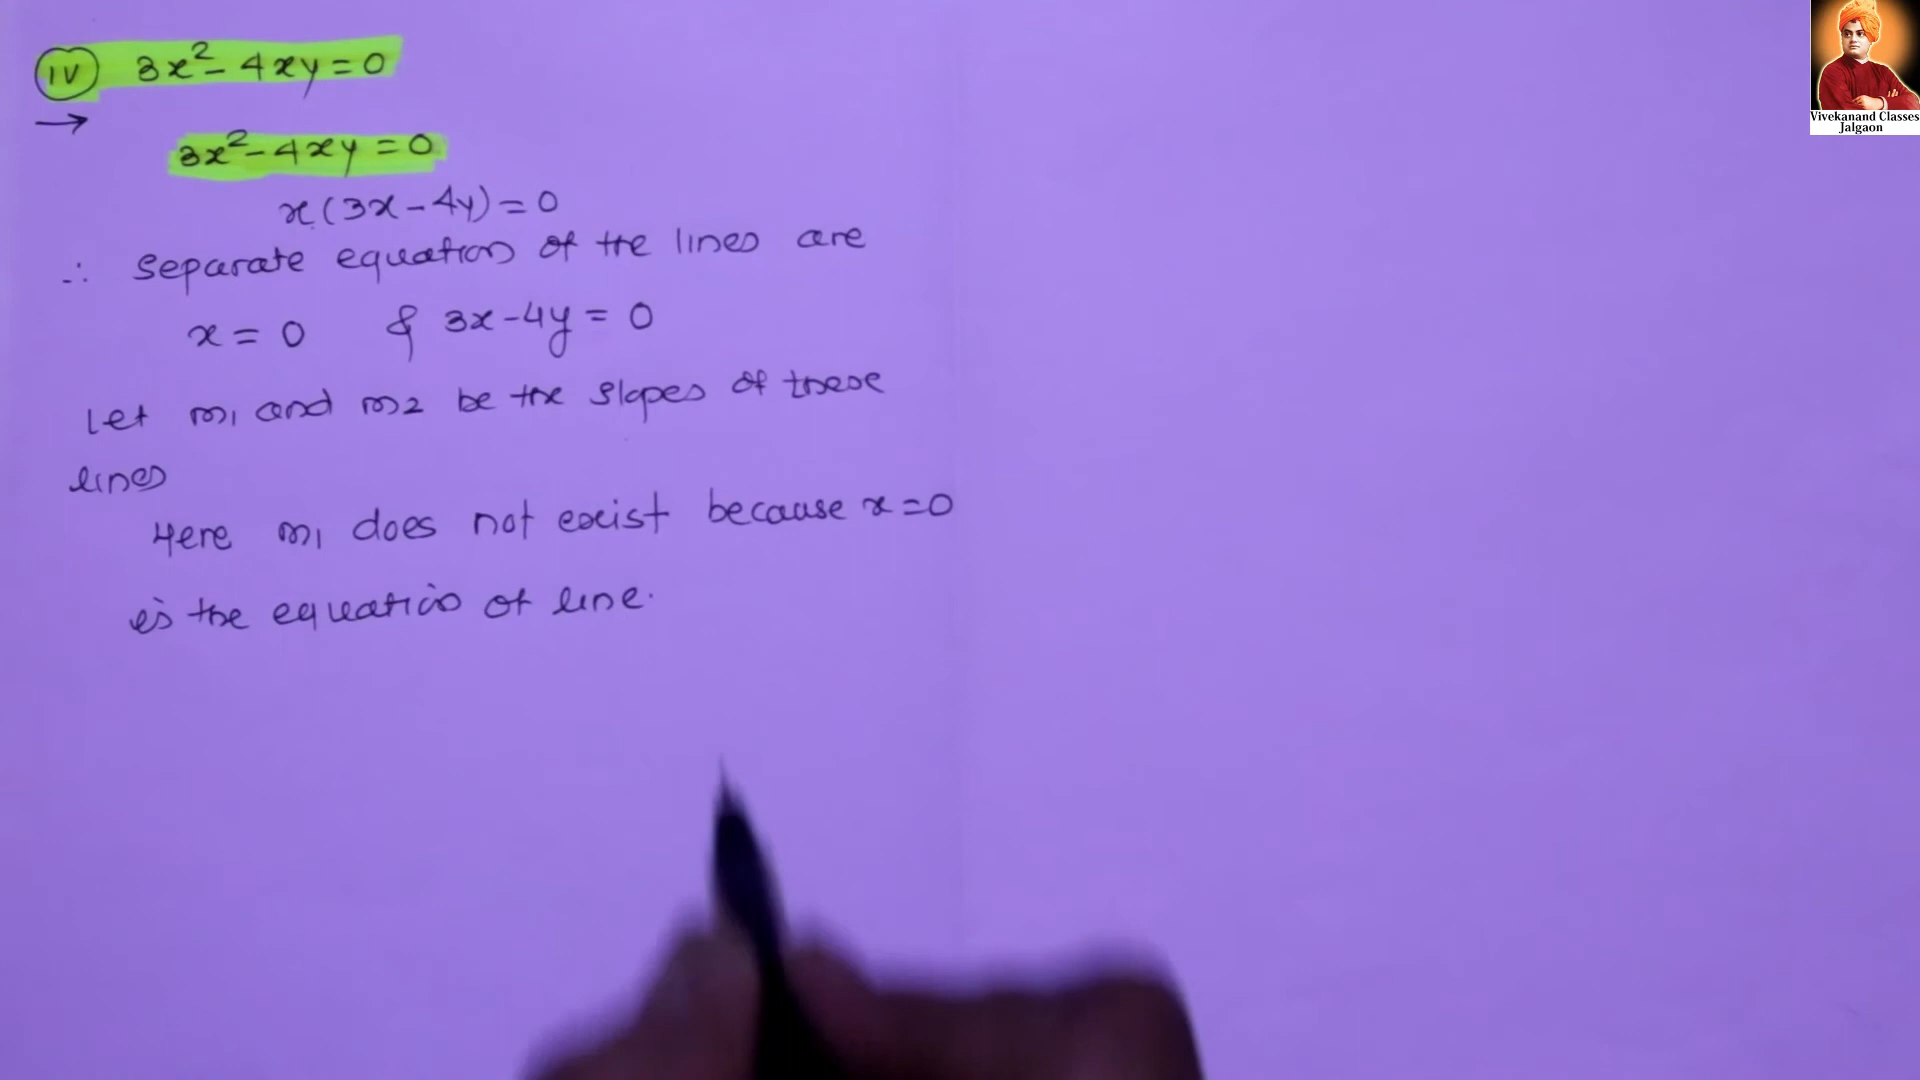 iv 3x²-4xy=0
3x²-4xy=0
x(3x-4y)=0
∴ Separate equation of the lines are
x=0 & 3x-4y=0
Let m₁ and m₂ be the slopes of these
lines
Here m₁ does not exist because x=0
is the equation of line.
Vivekanand Classes
Jalgaon